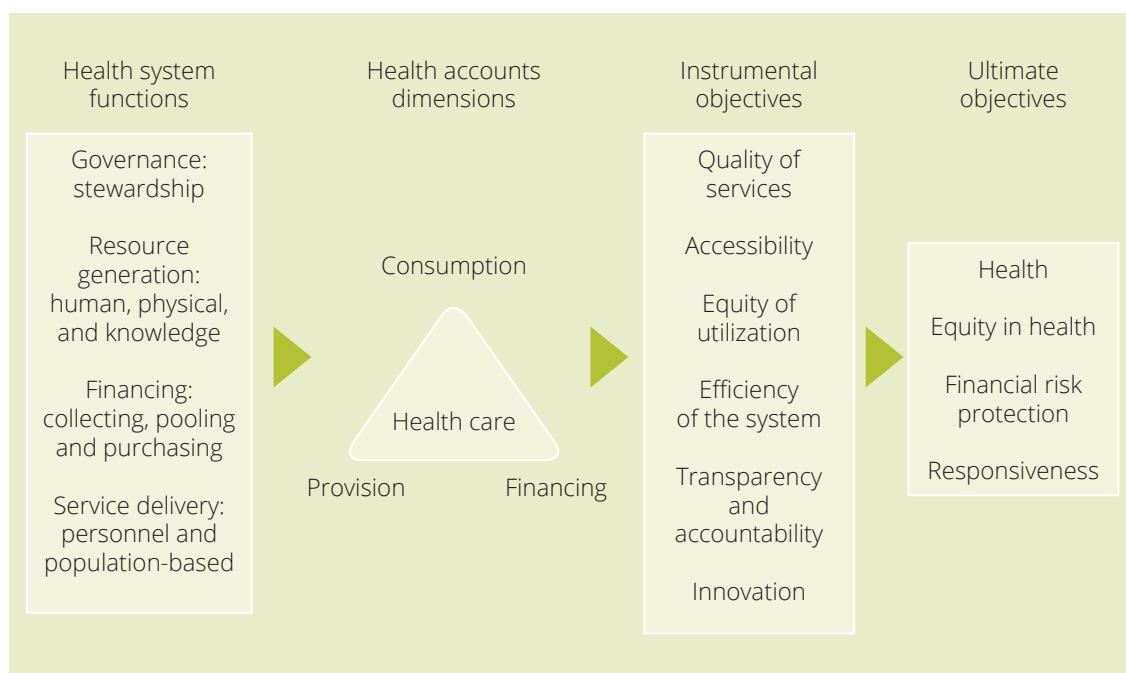 Health system
functions
Governance:
stewardship
Resource
generation:
human, physical,
and knowledge
Financing:
collecting, pooling
and purchasing
Service delivery:
personnel and
population-based
Health accounts
dimensions
Consumption
Health care
Provision
Financing
Instrumental
objectives
Quality of
services
Accessibility
Equity of
utilization
Efficiency
of the system
Transparency
and
accountability
Innovation
Ultimate
objectives
Health
Equity in health
Financial risk
protection
Responsiveness